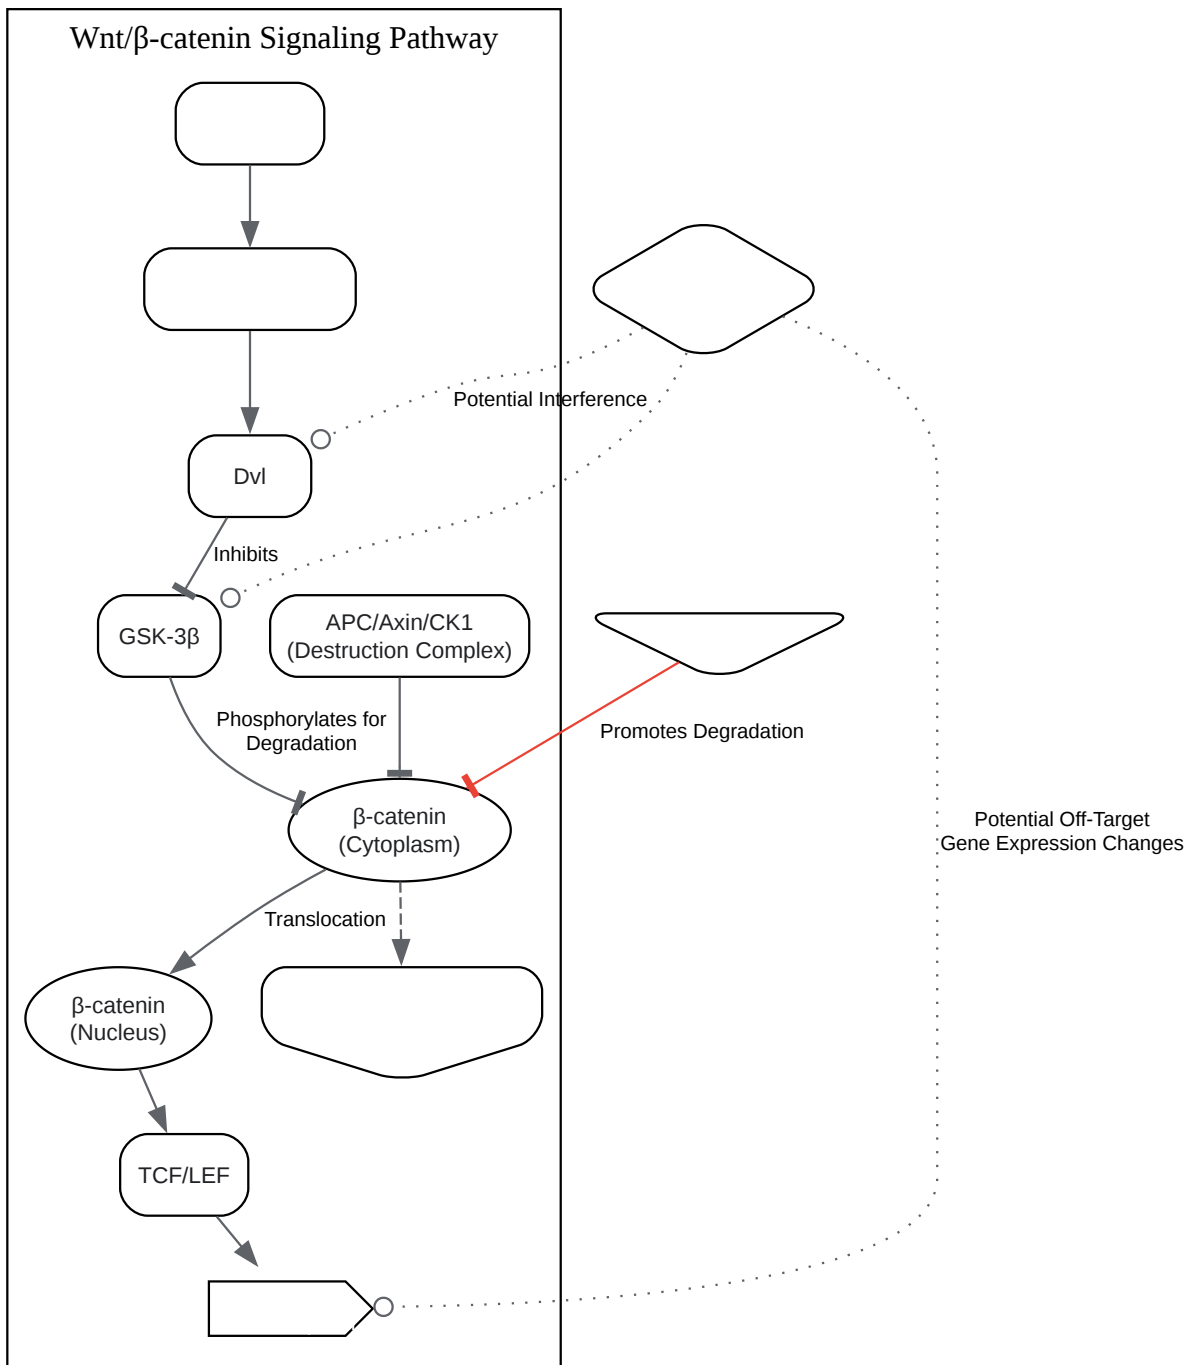 Wnt/β-catenin Signaling Pathway
Potential Interference
Dvl
Inhibits
GSK-3β
APC/Axin/CK1
(Destruction Complex)
Phosphorylates for
Degradation
Promotes Degradation
β-catenin
(Cytoplasm)
Potential Off-Target
Gene Expression Changes
Translocation
β-catenin
(Nucleus)
TCF/LEF